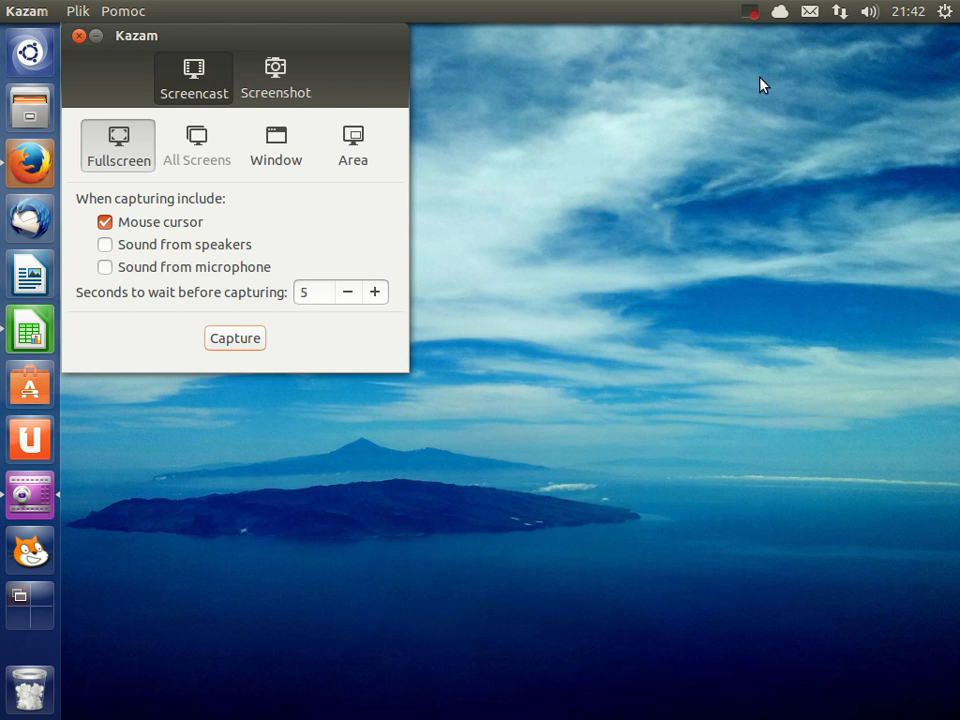 Kazam Plik Pomoc 21:42
Kazam
Screencast Screenshot
Fullscreen All Screens Window Area
When capturing include:
Mouse cursor
Sound from speakers
Sound from microphone
Seconds to wait before capturing: 5 − +
Capture